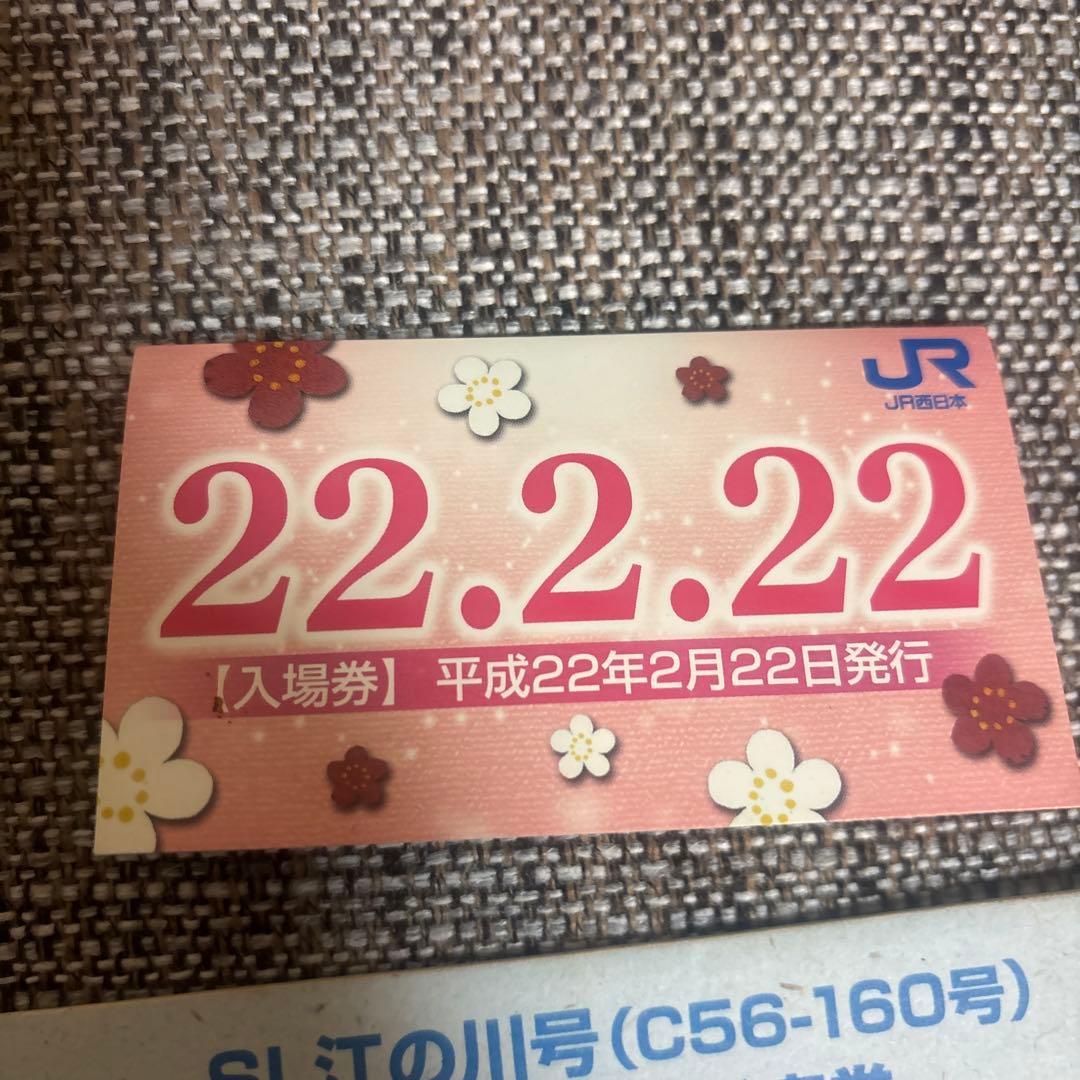 JR
JR西日本
22.2.22
【入場券】 平成22年2月22日発行
SL江の川号(C56-160号)